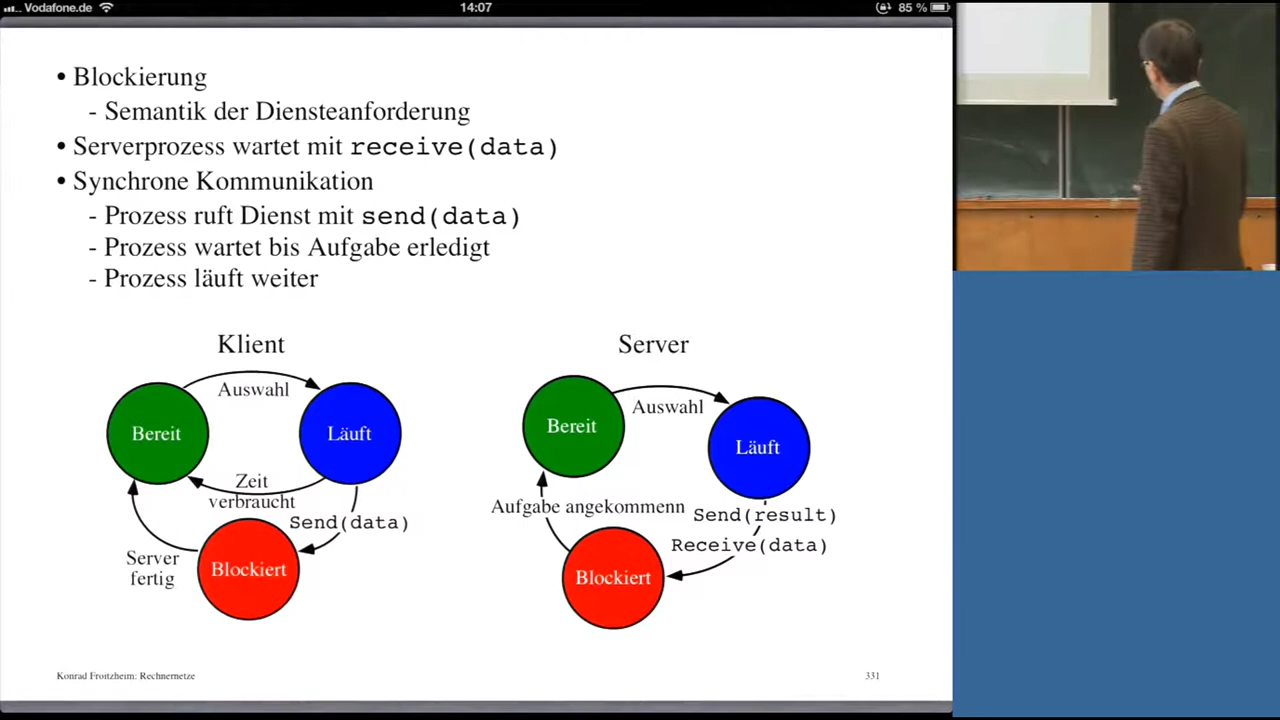 Vodafone.de
14:07
85 %
• Blockierung
- Semantik der Diensteanforderung
• Serverprozess wartet mit receive(data)
• Synchrone Kommunikation
- Prozess ruft Dienst mit send(data)
- Prozess wartet bis Aufgabe erledigt
- Prozess läuft weiter
Klient
Auswahl
Bereit
Läuft
Zeit
verbraucht
Send(data)
Server
fertig
Blockiert
Server
Auswahl
Bereit
Läuft
Aufgabe angekommenn
Send(result)
Receive(data)
Blockiert
Konrad Froitzheim: Rechnernetze
331